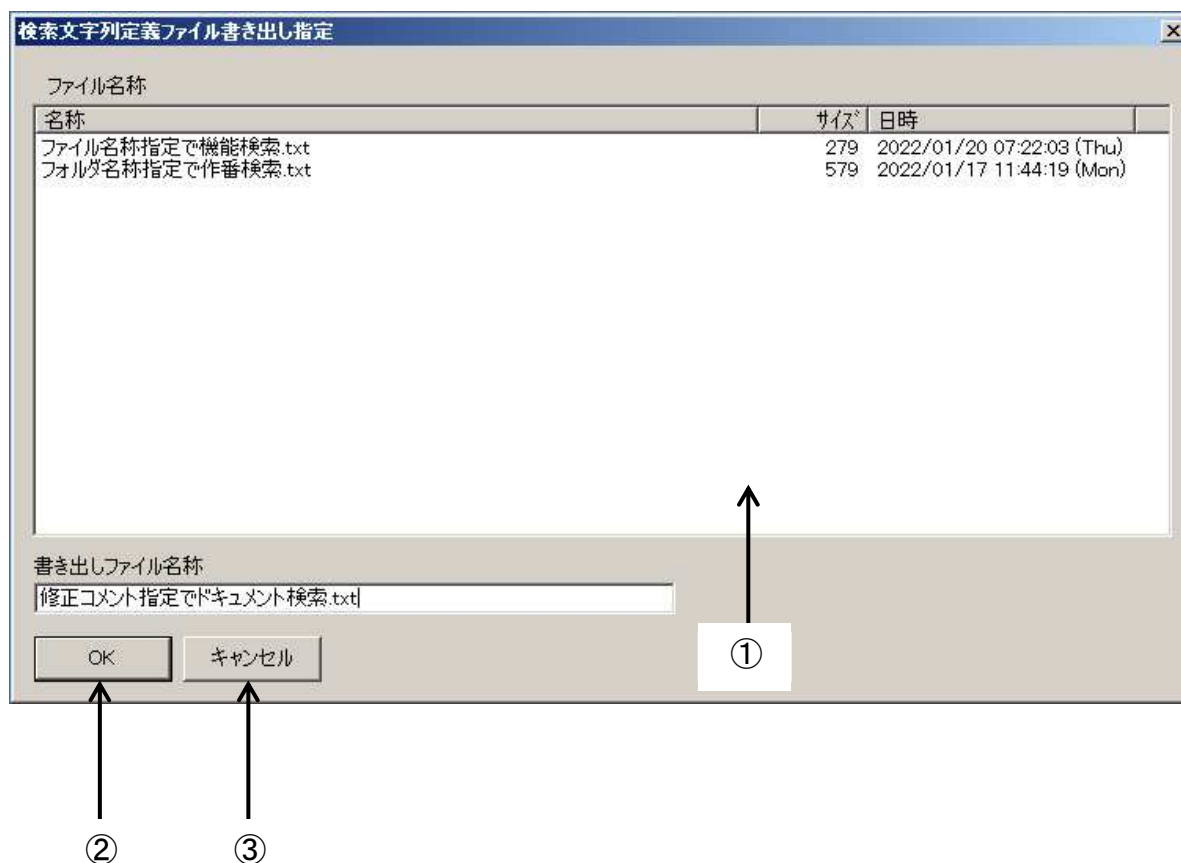 検索文字列定義ファイル書き出し指定
ファイル名称
名称 サイズ 日時
ファイル名称指定で機能検索.txt 279 2022/01/20 07:22:03 (Thu)
フォルダ名称指定で作番検索.txt 579 2022/01/17 11:44:19 (Mon)
書き出しファイル名称
修正コメント指定でドキュメント検索.txt
OK キャンセル ①
② ③